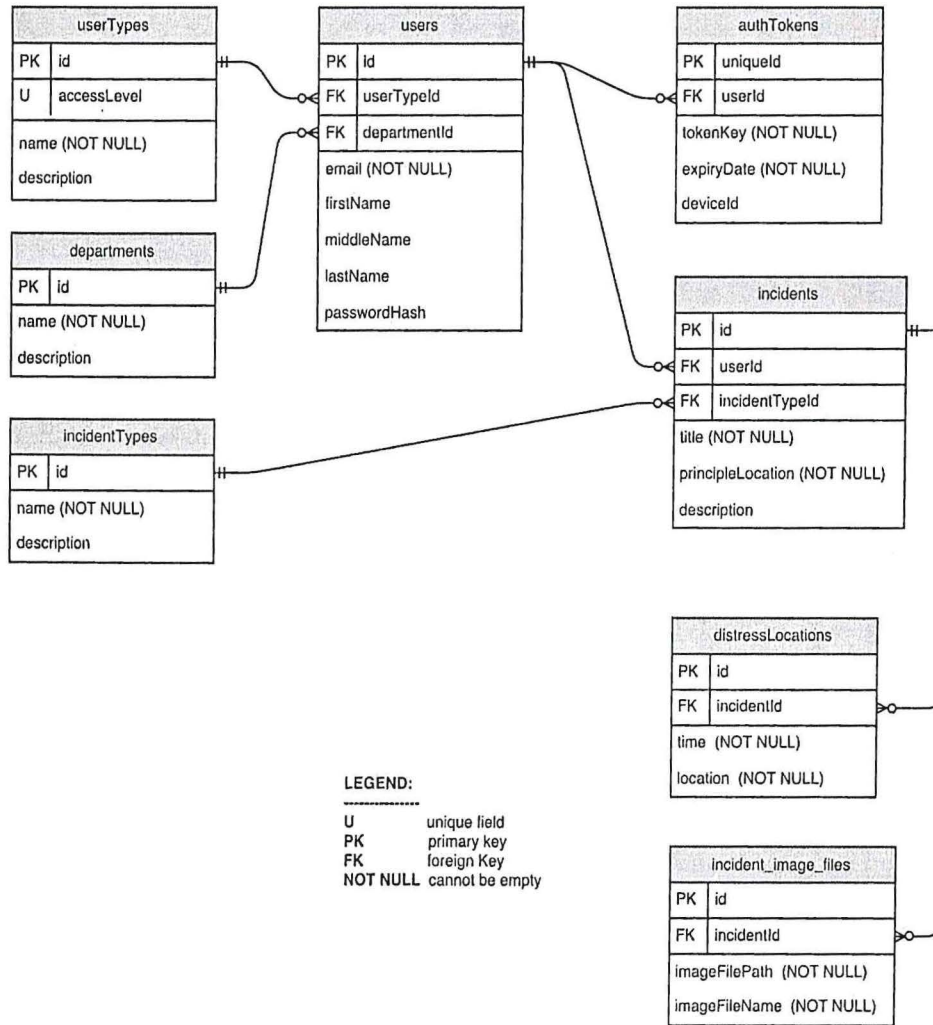 userTypes
PK id
U accessLevel
name (NOT NULL)
description
departments
PK id
name (NOT NULL)
description
incidentTypes
PK id
name (NOT NULL)
description
users
PK id
FK userTypeId
FK departmentId
email (NOT NULL)
firstName
middleName
lastName
passwordHash
authTokens
PK uniqueId
FK userId
tokenKey (NOT NULL)
expiryDate (NOT NULL)
deviceId
incidents
PK id
FK userId
FK incidentTypeId
title (NOT NULL)
principleLocation (NOT NULL)
description
distressLocations
PK id
FK incidentId
time (NOT NULL)
location (NOT NULL)
incident_image_files
PK id
FK incidentId
imageFilePath (NOT NULL)
imageFileName (NOT NULL)
LEGEND:
------------
U unique field
PK primary key
FK foreign Key
NOT NULL cannot be empty